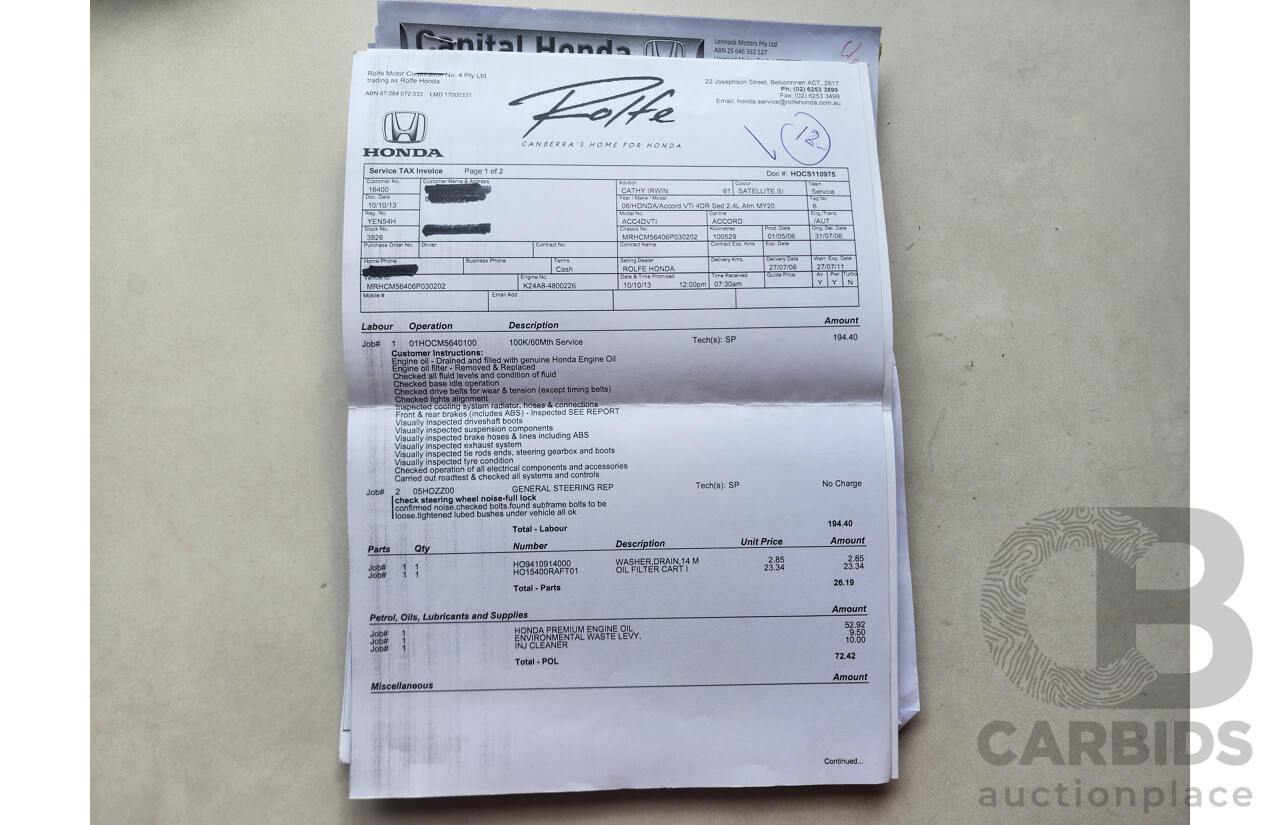 Capital Honda
Lennock Motors Pty Ltd
ABN 25 646 352 527
Rolfe Motor Corporation No. 4 Pty Ltd
trading as Rolfe Honda
ABN 87 084 072 033 LMD 17000331
22 Josephson Street, Belconnnen ACT, 2617
Ph: (02) 6253 3899
Fax: (02) 6253 3499
Email: honda.service@rolfehonda.com.au
Rolfe
CANBERRA'S HOME FOR HONDA
HONDA
12
Service TAX Invoice Page 1 of 2 Doc #: HOCS110975
Customer No. Customer Name & Address Advisor Colour Team
16400 CATHY IRWIN 61 SATELLITE SI Service
Doc. Date Year / Make / Model Tag No.
10/10/13 06/HONDA/Accord VTi 4DR Sed 2.4L Atm MY20 6
Reg. No: Model No Carline Eng./Trans.
YEN54H ACC4DVTI ACCORD /AUT
Stock No. Chassis No. Kilometres Prod. Date Orig. Del. Date
3826 MRHCM56406P030202 100529 01/05/06 31/07/06
Purchase Order No. Driver Contract No. Contract Name Contract Exp. Kms Exp. Date
Home Phone Business Phone Terms Selling Dealer Delivery Kms. Delivery Date Warr. Exp. Date
Cash ROLFE HONDA 27/07/06 27/07/11
Vehicle ID. Engine No. Date & Time Promised Time Received Quote Price Air Pwr Turbo
MRHCM56406P030202 K24A8-4800226 10/10/13 12:00pm 07:30am Y Y N
Mobile # Email Add
Labour Operation Description Amount
Job# 1 01HOCM5640100 100K/60Mth Service Tech(s): SP 194.40
Customer Instructions:
Engine oil - Drained and filled with genuine Honda Engine Oil
Engine oil filter - Removed & Replaced
Checked all fluid levels and condition of fluid
Checked base idle operation
Checked drive belts for wear & tension (except timing belts)
Checked lights alignment
Inspected cooling system radiator, hoses & connections
Front & rear brakes (includes ABS) - Inspected SEE REPORT
Visually inspected driveshaft boots
Visually inspected suspension components
Visually inspected brake hoses & lines including ABS
Visually inspected exhaust system
Visually inspected tie rods ends, steering gearbox and boots
Visually inspected tyre condition
Checked operation of all electrical components and accessories
Carried out roadtest & checked all systems and controls
Job# 2 05HOZZ00 GENERAL STEERING REP Tech(s): SP No Charge
check steering wheel noise-full lock
confirmed noise.checked bolts.found subframe bolts to be
loose.tightened lubed bushes under vehicle all ok
Total - Labour 194.40
Parts Qty Number Description Unit Price Amount
Job# 1 1 HO9410914000 WASHER,DRAIN,14 M 2.85 2.85
Job# 1 1 HO15400RAFT01 OIL FILTER CART I 23.34 23.34
Total - Parts 26.19
Petrol, Oils, Lubricants and Supplies Amount
Job# 1 HONDA PREMIUM ENGINE OIL 52.92
Job# 1 ENVIRONMENTAL WASTE LEVY. 9.50
Job# 1 INJ CLEANER 10.00
Total - POL 72.42
Miscellaneous Amount
Continued...
CB
CARBIDS
auctionplace